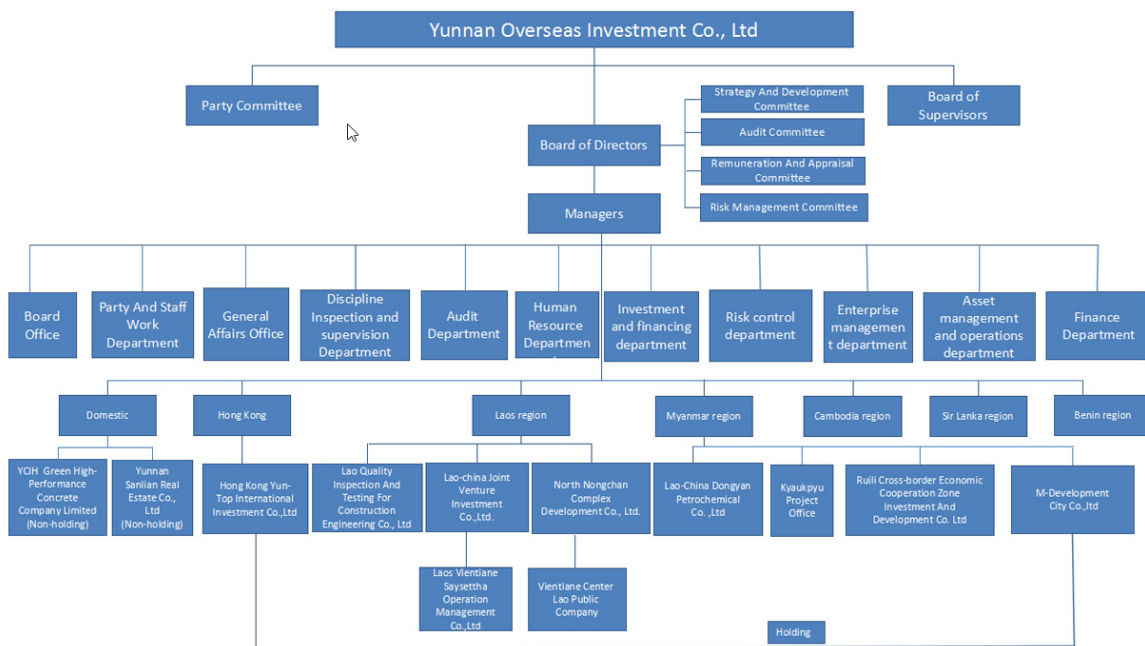 Yunnan Overseas Investment Co., Ltd
Party Committee
Strategy And Development
Committee
Board of
Supervisors
Audit Committee
Board of Directors
Remuneration And Appraisal
Committee
Managers
Risk Management Committee
Board
Office
Party And Staff
Work
Department
General
Affairs Office
Discipline
Inspection and
supervision
Department
Audit
Department
Human
Resource
Departmen
Investment
and financing
department
Risk control
department
Enterprise
managemen
t department
Asset
management
and operations
department
Finance
Department
Domestic
Hong Kong
Laos region
Myanmar region
Cambodia region
Sir Lanka region
Benin region
YCIH Green High-
Performance
Concrete
Company Limited
(Non-holding)
Yunnan
Sanlian Real
Estate Co.,
Ltd
(Non-holding)
Hong Kong Yun-
Top International
Investment Co.,Ltd
Lao Quality
Inspection And
Testing For
Construction
Engineering Co., Ltd
Lao-china Joint
Venture
Investment
Co.,Ltd.
North Nongchan
Complex
Development Co., Ltd.
Lao-China Dongyan
Petrochemical
Co. ,Ltd
Kyaukpyu
Project
Office
Ruili Cross-border Economic
Cooperation Zone
Investment And
Development Co. Ltd
M-Development
City Co.,ltd
Laos Vientiane
Saysettha
Operation
Management
Co.,Ltd
Vientiane Center
Lao Public
Company
Holding